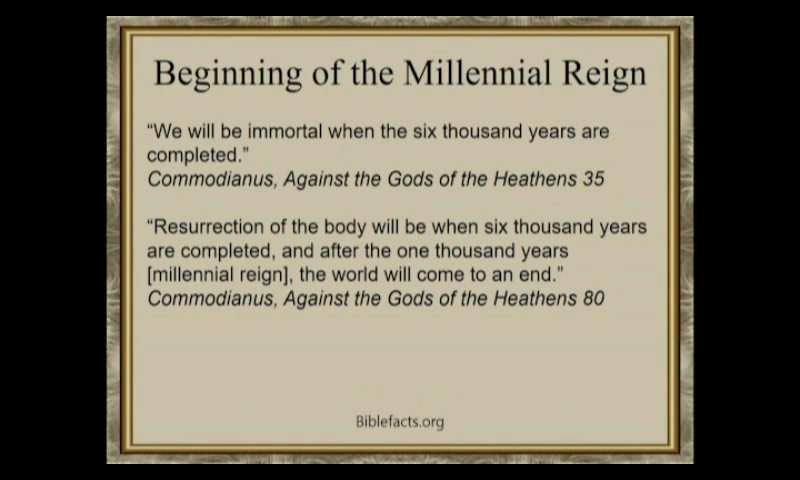 Beginning of the Millennial Reign
“We will be immortal when the six thousand years are
completed.”
Commodianus, Against the Gods of the Heathens 35
“Resurrection of the body will be when six thousand years
are completed, and after the one thousand years
[millennial reign], the world will come to an end.”
Commodianus, Against the Gods of the Heathens 80
Biblefacts.org